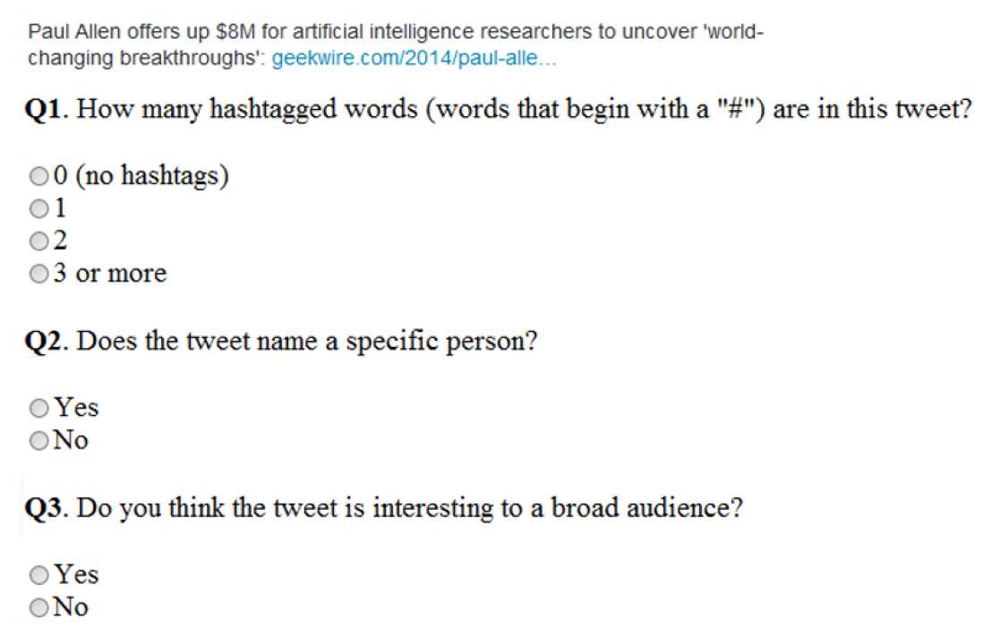 Paul Allen offers up $8M for artificial intelligence researchers to uncover 'world-
changing breakthroughs': geekwire.com/2014/paul-alle...
Q1. How many hashtagged words (words that begin with a "#") are in this tweet?
0 (no hashtags)
1
2
3 or more
Q2. Does the tweet name a specific person?
Yes
No
Q3. Do you think the tweet is interesting to a broad audience?
Yes
No